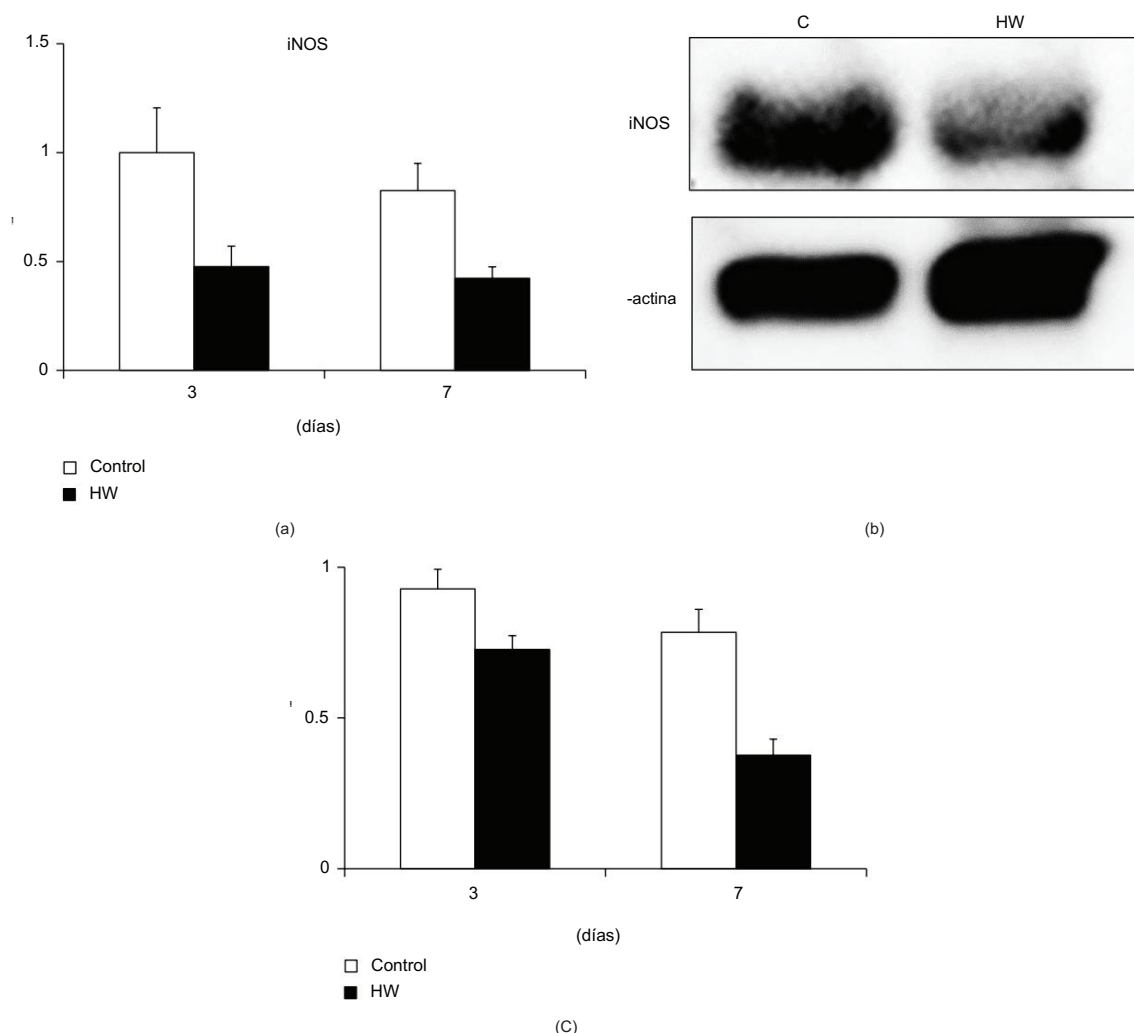 iNOS
1.5
1
0.5
0
3
7
(días)
Control
HW
(a)
C
HW
iNOS
-actina
(b)
1
0.5
0
3
7
(días)
Control
HW
(C)